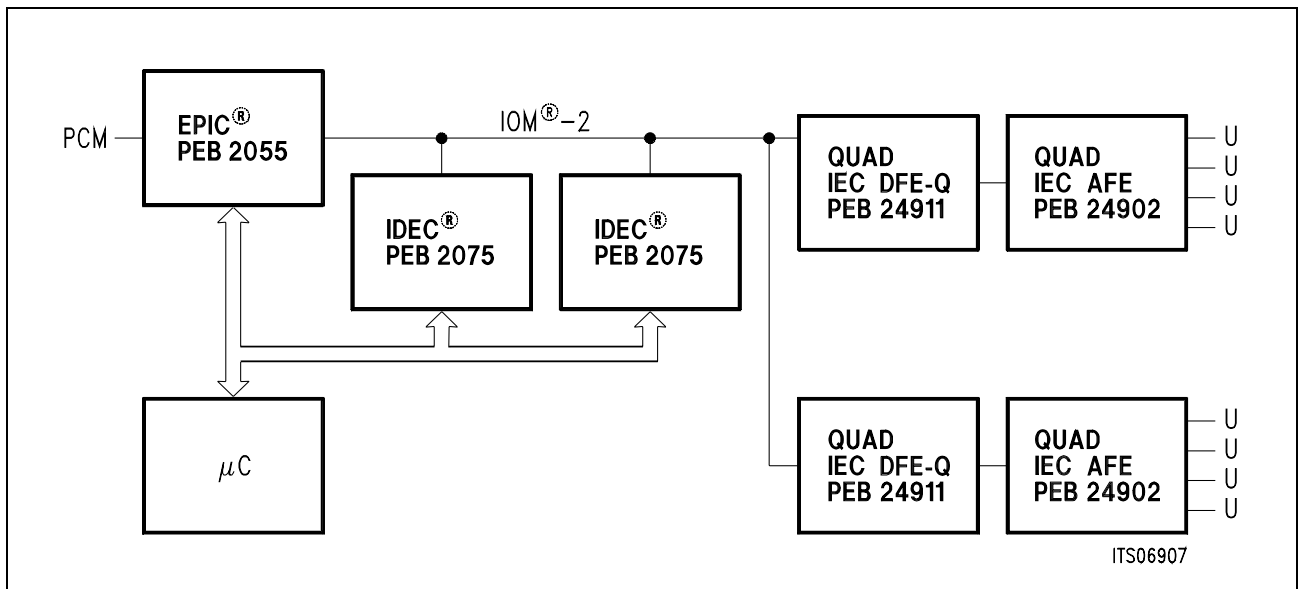 PCM
EPIC®
PEB 2055
IOM®-2
IDEC®
PEB 2075
IDEC®
PEB 2075
QUAD
IEC DFE-Q
PEB 24911
QUAD
IEC AFE
PEB 24902
U
U
U
U
μC
QUAD
IEC DFE-Q
PEB 24911
QUAD
IEC AFE
PEB 24902
U
U
U
U
ITS06907